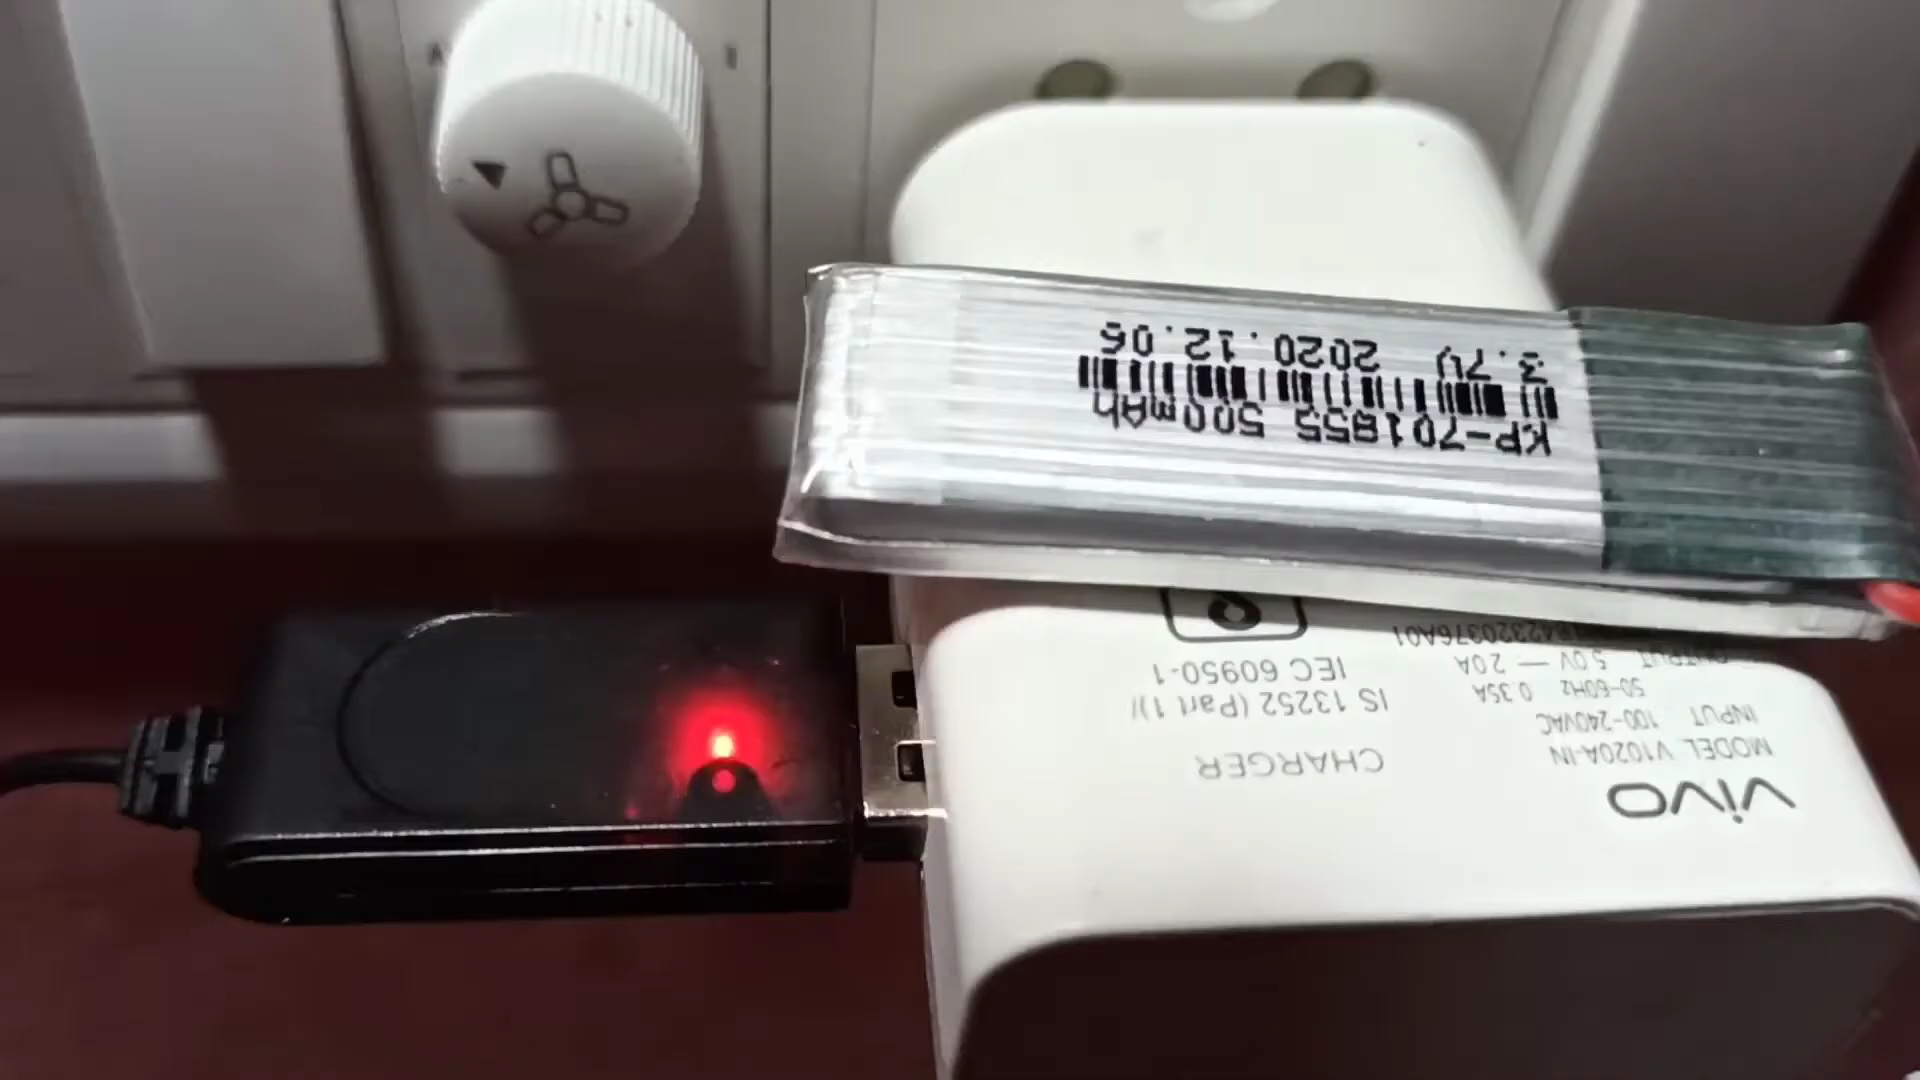 A
B
KP-701855 500mAh
3.7V 2020.12.06
vivo
MODEL V1020A-IN
INPUT 100-240VAC
50-60Hz 0.35A
OUTPUT 5.0V — 2.0A
CHARGER
IS 13252 (Part 1)/
IEC 60950-1